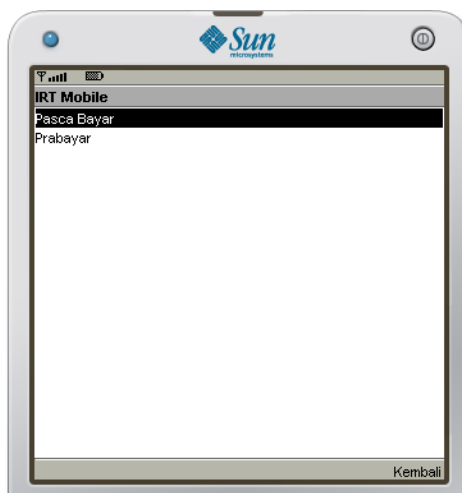 Sun
microsystems
IRT Mobile
Pasca Bayar
Prabayar
Kembali